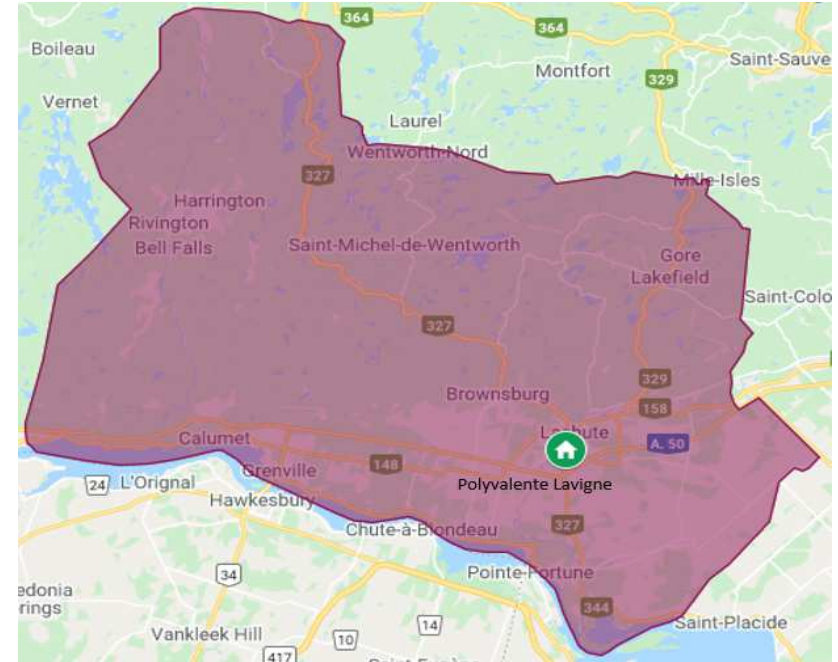 364
364
Boileau
Saint-Sauve
Montfort
329
Vernet
Laurel
Wentworth-Nord
327
Mille-Isles
Harrington
Rivington
Bell Falls
Saint-Michel-de-Wentworth
Gore
Lakefield
Saint-Colo
327
329
Brownsburg
158
Lachute
A. 50
Calumet
148
Grenville
24
L'Orignal
Polyvalente Lavigne
Hawkesbury
327
Chute-à-Blondeau
34
Pointe-Fortune
edonia
rings
344
14
Saint-Placide
Vankleek Hill
10
417